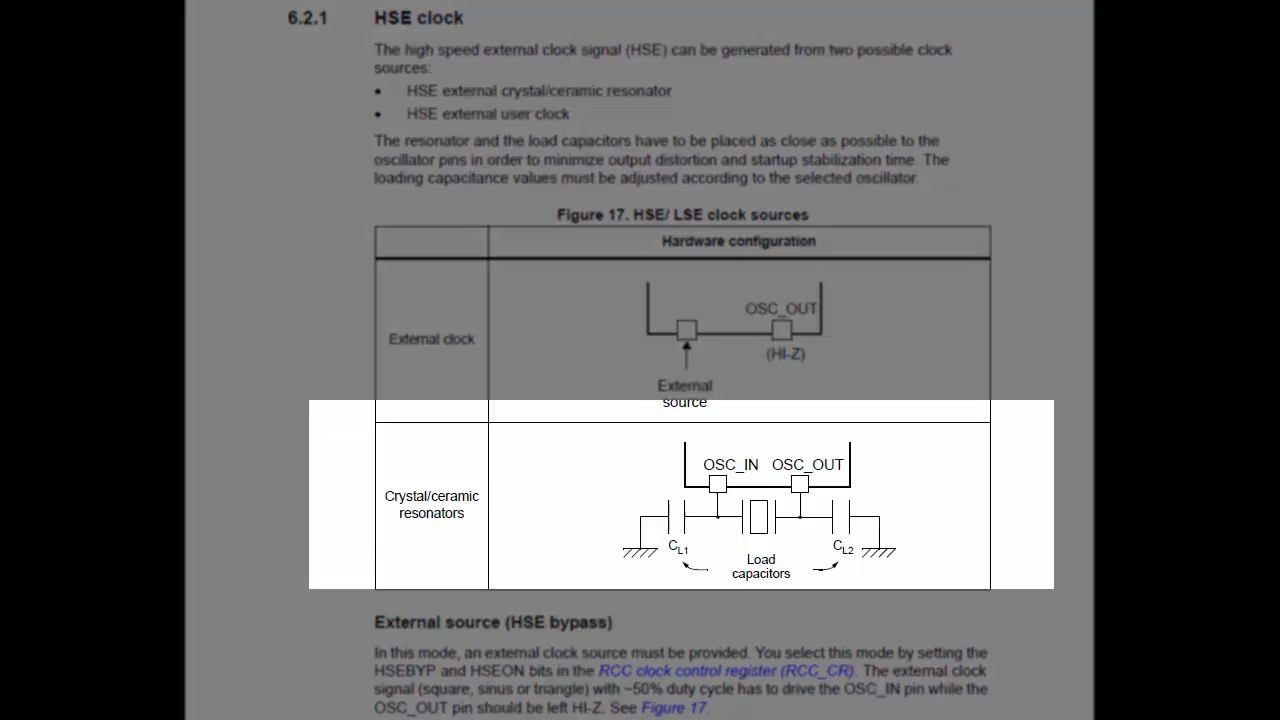 6.2.1 HSE clock
The high speed external clock signal (HSE) can be generated from two possible clock
sources:
• HSE external crystal/ceramic resonator
• HSE external user clock
The resonator and the load capacitors have to be placed as close as possible to the
oscillator pins in order to minimize output distortion and startup stabilization time. The
loading capacitance values must be adjusted according to the selected oscillator.
Figure 17. HSE/ LSE clock sources
Hardware configuration
External clock
OSC_OUT
(HI-Z)
External
source
Crystal/ceramic
resonators
OSC_IN OSC_OUT
CL1 CL2
Load
capacitors
External source (HSE bypass)
In this mode, an external clock source must be provided. You select this mode by setting the
HSEBYP and HSEON bits in the RCC clock control register (RCC_CR). The external clock
signal (square, sinus or triangle) with ~50% duty cycle has to drive the OSC_IN pin while the
OSC_OUT pin should be left HI-Z. See Figure 17.